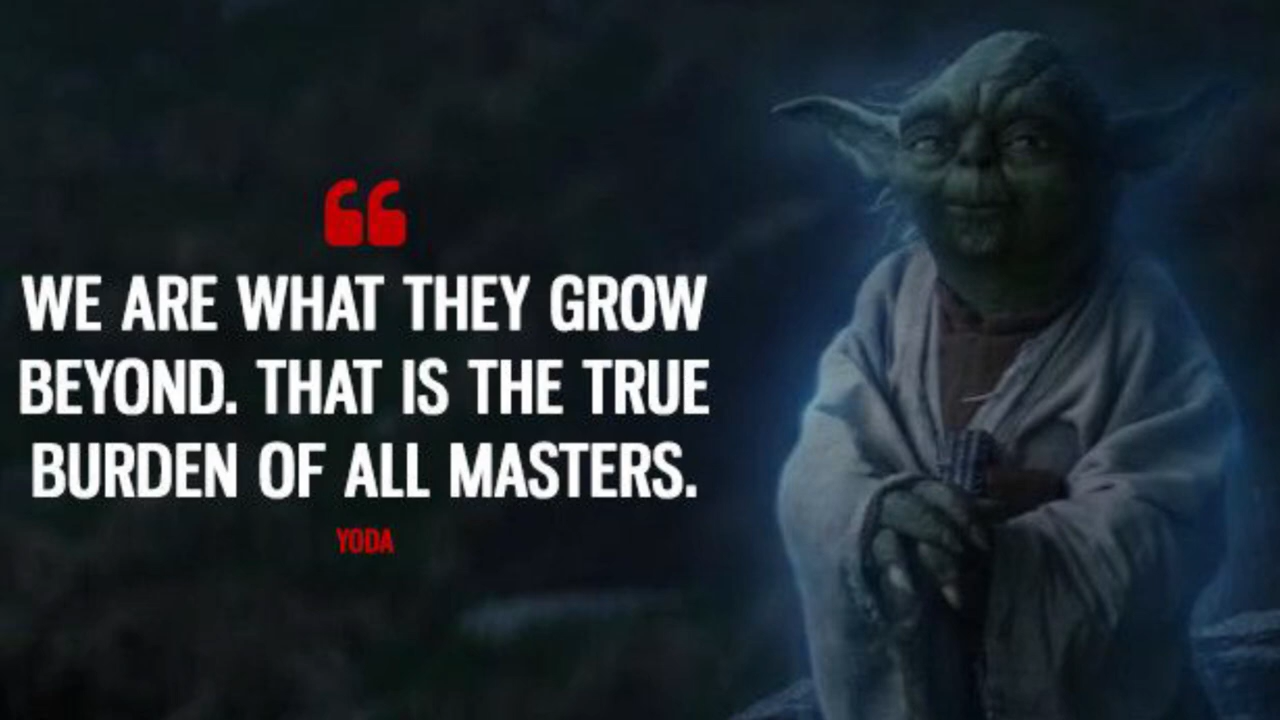 “
WE ARE WHAT THEY GROW
BEYOND. THAT IS THE TRUE
BURDEN OF ALL MASTERS.
YODA